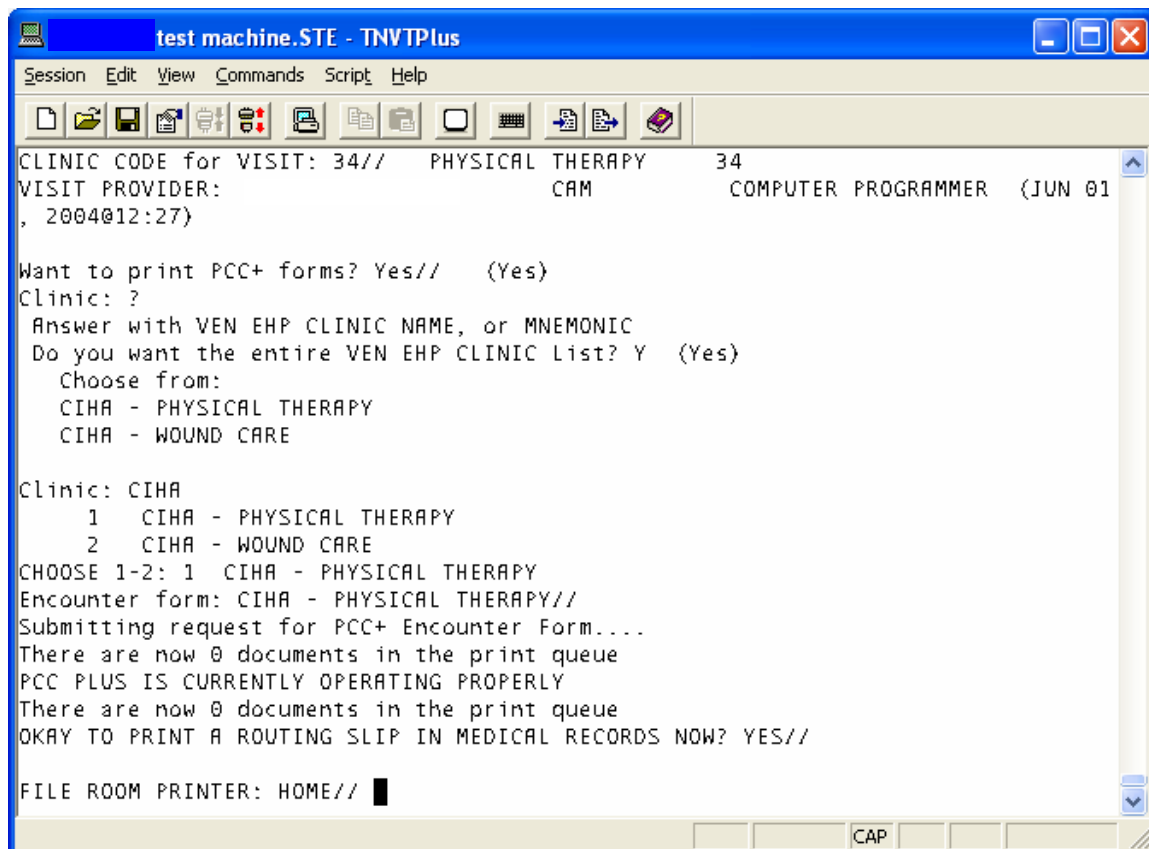 test machine.STE - TNVTPlus
Session Edit View Commands Script Help
CLINIC CODE for VISIT: 34// PHYSICAL THERAPY 34
VISIT PROVIDER: CAM COMPUTER PROGRAMMER (JUN 01
, 2004@12:27)
Want to print PCC+ forms? Yes// (Yes)
Clinic: ?
Answer with VEN EHP CLINIC NAME, or MNEMONIC
Do you want the entire VEN EHP CLINIC List? Y (Yes)
Choose from:
CIHA - PHYSICAL THERAPY
CIHA - WOUND CARE
Clinic: CIHA
1 CIHA - PHYSICAL THERAPY
2 CIHA - WOUND CARE
CHOOSE 1-2: 1 CIHA - PHYSICAL THERAPY
Encounter form: CIHA - PHYSICAL THERAPY//
Submitting request for PCC+ Encounter Form....
There are now 0 documents in the print queue
PCC PLUS IS CURRENTLY OPERATING PROPERLY
There are now 0 documents in the print queue
OKAY TO PRINT A ROUTING SLIP IN MEDICAL RECORDS NOW? YES//
FILE ROOM PRINTER: HOME//
CAP